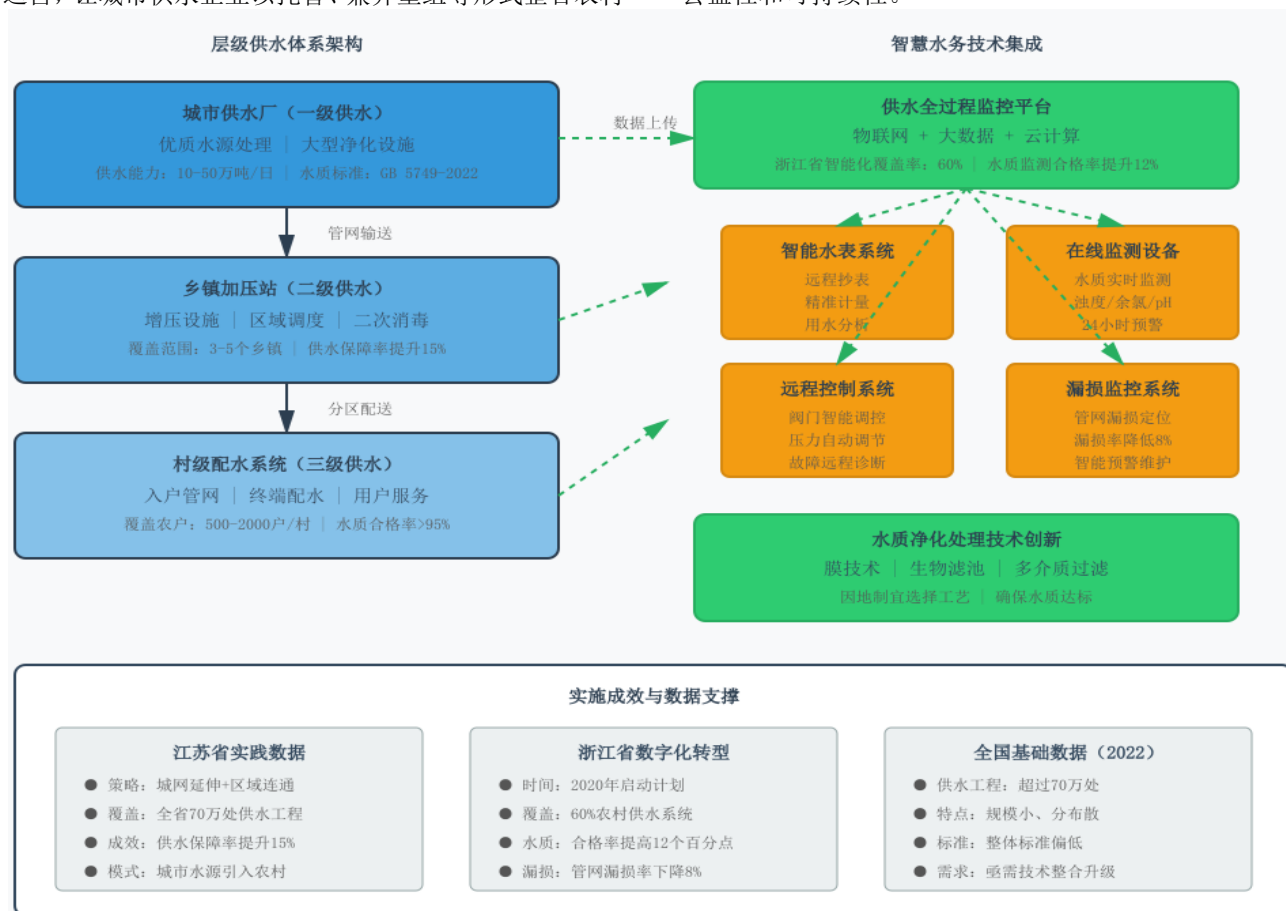 层级供水体系架构
城市供水厂（一级供水）
优质水源处理 | 大型净化设施
供水能力：10-50万吨/日 | 水质标准：GB 5749-2022
管网输送
乡镇加压站（二级供水）
增压设施 | 区域调度 | 二次消毒
覆盖范围：3-5个乡镇 | 供水保障率提升15%
分区配送
村级配水系统（三级供水）
入户管网 | 终端配水 | 用户服务
覆盖农户：500-2000户/村 | 水质合格率>95%
数据上传
智慧水务技术集成
供水全过程监控平台
物联网 + 大数据 + 云计算
浙江省智能化覆盖率：60% | 水质监测合格率提升12%
智能水表系统
远程抄表
精准计量
用水分析
在线监测设备
水质实时监测
浊度/余氯/pH
24小时预警
远程控制系统
阀门智能调控
压力自动调节
故障远程诊断
漏损监控系统
管网漏损定位
漏损率降低8%
智能预警维护
水质净化处理技术创新
膜技术 | 生物滤池 | 多介质过滤
因地制宜选择工艺 | 确保水质达标
实施成效与数据支撑
江苏省实践数据
● 策略：城网延伸+区域连通
● 覆盖：全省70万处供水工程
● 成效：供水保障率提升15%
● 模式：城市水源引入农村
浙江省数字化转型
● 时间：2020年启动计划
● 覆盖：60%农村供水系统
● 水质：合格率提高12个百分点
● 漏损：管网漏损率下降8%
全国基础数据（2022）
● 供水工程：超过70万处
● 特点：规模小、分布散
● 标准：整体标准偏低
● 需求：亟需技术整合升级